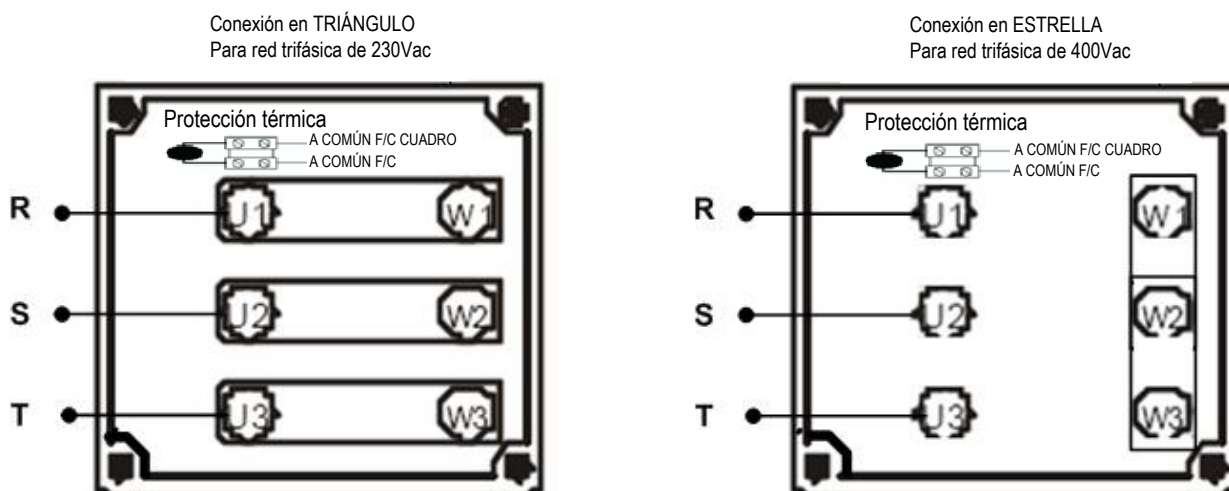 Conexión en TRIÁNGULO
Para red trifásica de 230Vac
Protección térmica
A COMÚN F/C CUADRO
A COMÚN F/C
R
U1
W1
S
U2
W2
T
U3
W3
Conexión en ESTRELLA
Para red trifásica de 400Vac
Protección térmica
A COMÚN F/C CUADRO
A COMÚN F/C
R
U1
W1
S
U2
W2
T
U3
W3